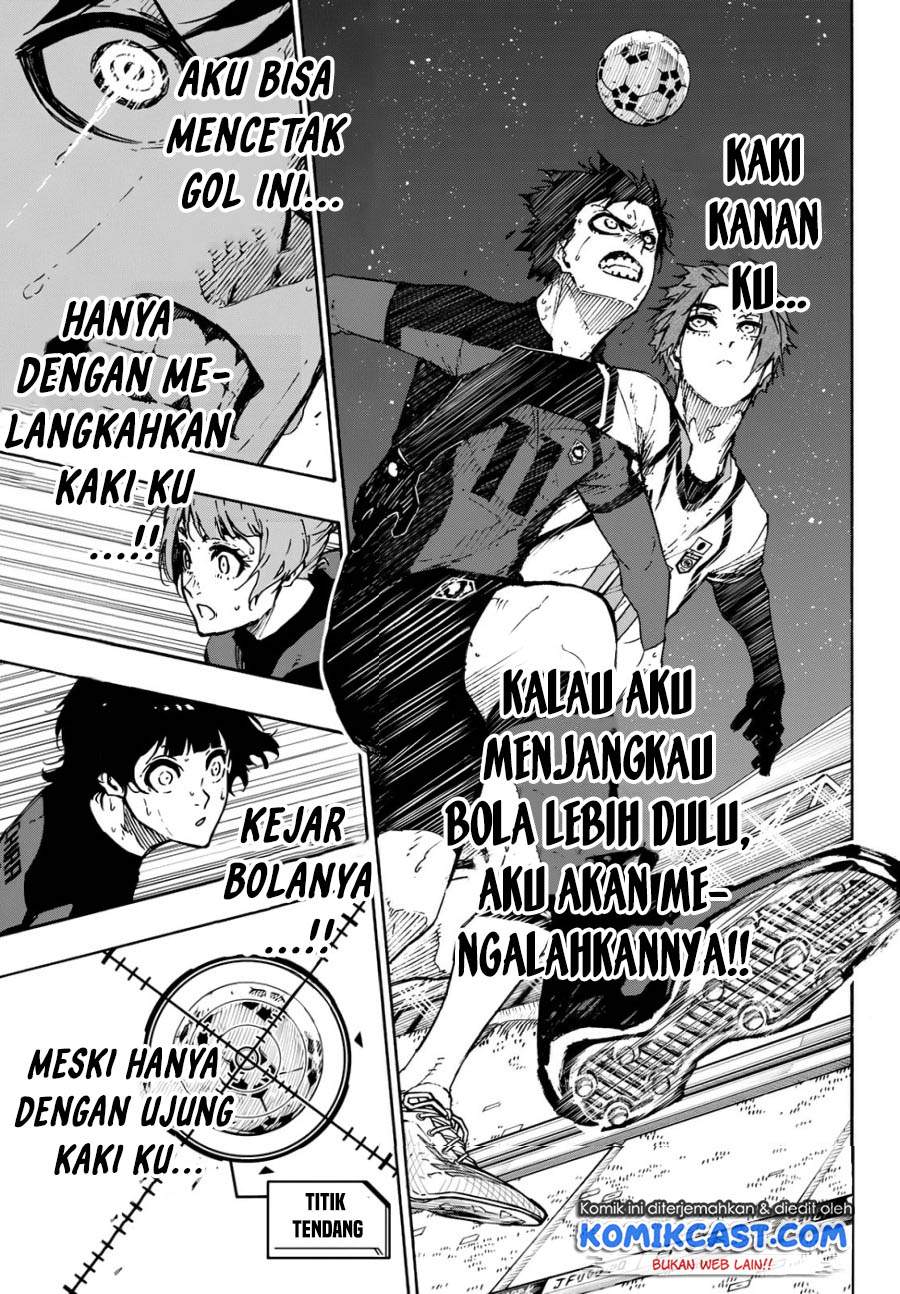 KAKI
KANAN
KU...
KALAU AKU
MENJANGKAU
BOLA LEBIH DULU,
AKU AKAN ME-
NGALAHKANNYA!!
AKU BISA
MENCETAK
GOL INI...
HANYA
DENGAN ME-
LANGKAHKAN
KAKI KU
...!!
KEJAR
BOLANYA
...!!
MESKI HANYA
DENGAN UJUNG
KAKI KU...
TITIK
TENDANG
Komik ini diterjemahkan & diedit oleh
KOMIKCAST.COM
BUKAN WEB LAIN!!